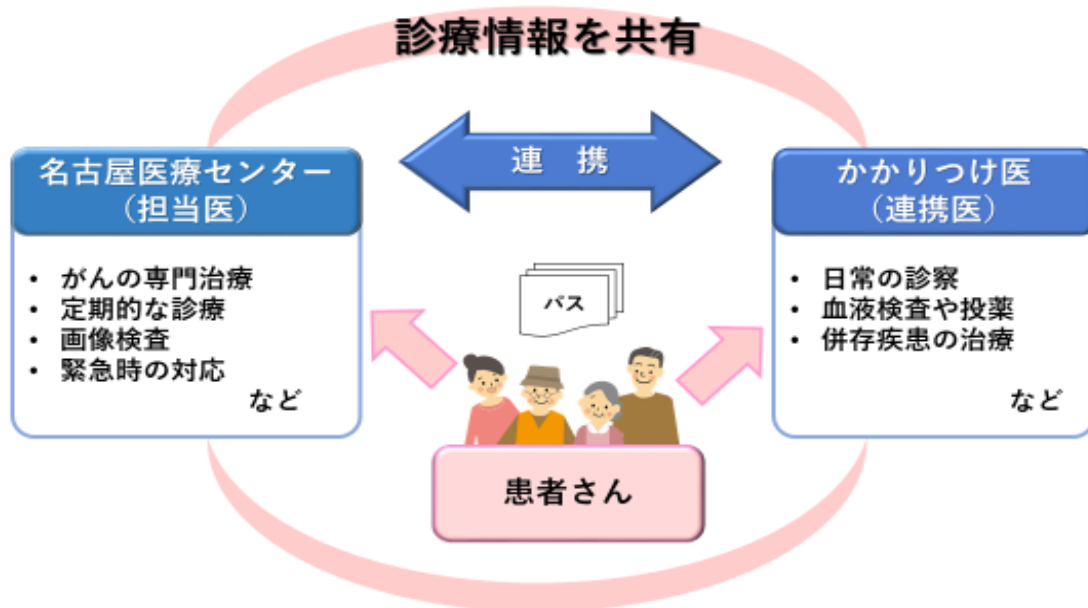 診療情報を共有
連 携
名古屋医療センター
（担当医）
• がんの専門治療
• 定期的な診療
• 画像検査
• 緊急時の対応
など
かかりつけ医
（連携医）
• 日常の診察
• 血液検査や投薬
• 併存疾患の治療
など
パス
患者さん